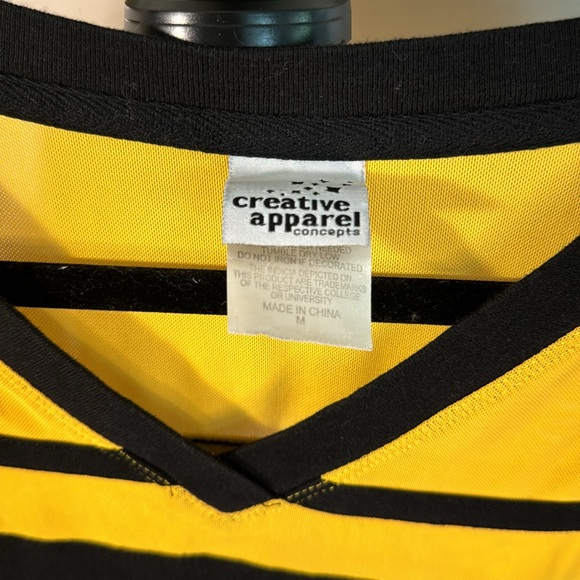 creative
apparel
concepts
NEEDED
TUMBLE DRY LOW
DO NOT IRON IF DECORATED
THE INDICIA DEPICTED ON
THIS PRODUCT ARE TRADEMARKS
OF THE RESPECTIVE COLLEGE
OR UNIVERSITY
MADE IN CHINA
M